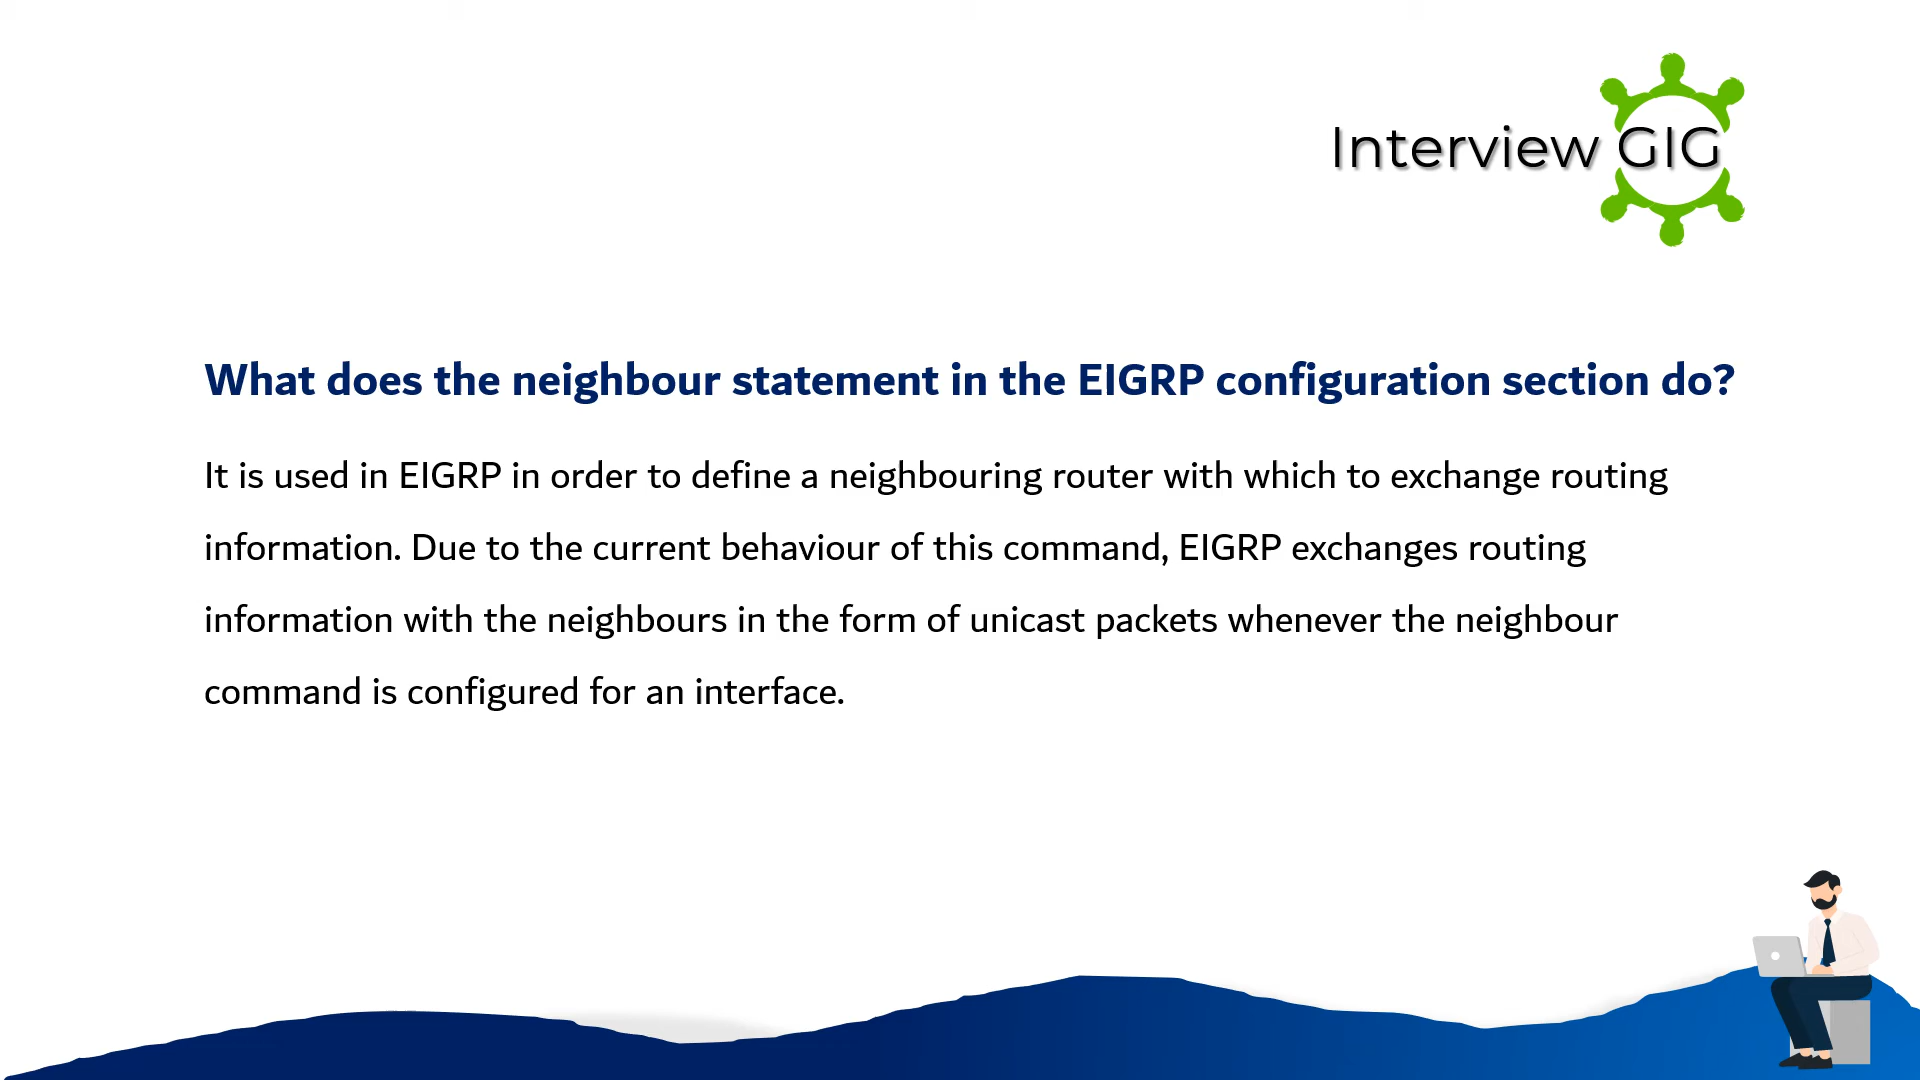 Interview GIG
What does the neighbour statement in the EIGRP configuration section do?
It is used in EIGRP in order to define a neighbouring router with which to exchange routing
information. Due to the current behaviour of this command, EIGRP exchanges routing
information with the neighbours in the form of unicast packets whenever the neighbour
command is configured for an interface.